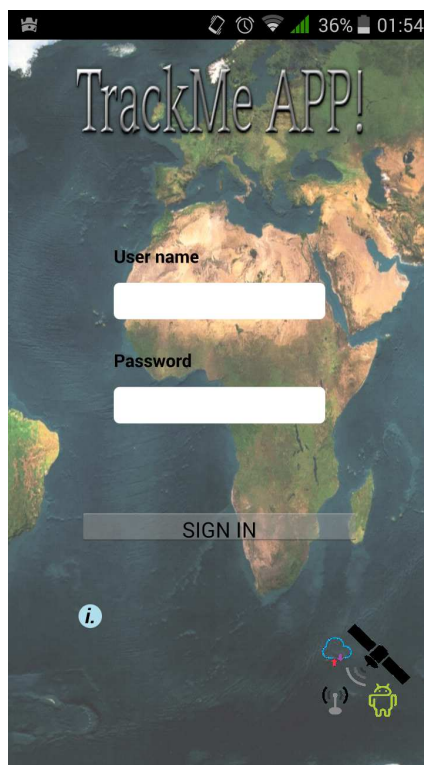 36% 01:54
TrackMe APP!
User name
Password
SIGN IN
i.